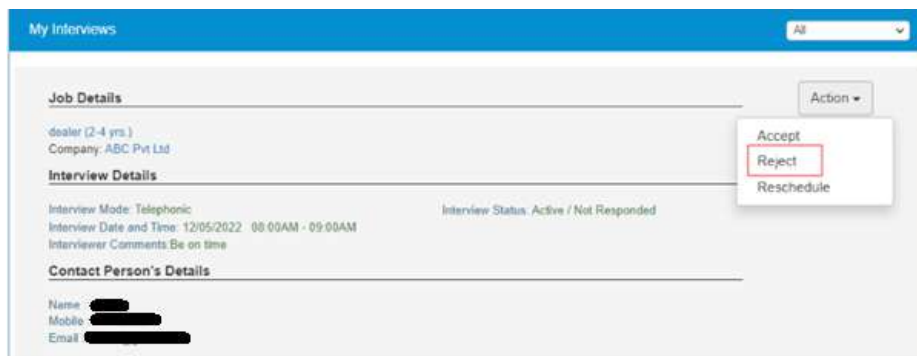 My Interviews
All
Job Details
Action
dealer (2-4 yrs.)
Company: ABC Pvt Ltd
Accept
Reject
Reschedule
Interview Details
Interview Mode: Telephonic
Interview Status: Active / Not Responded
Interview Date and Time: 12/05/2022 08:00AM - 09:00AM
Interviewer Comments:Be on time
Contact Person's Details
Name
Mobile
Email